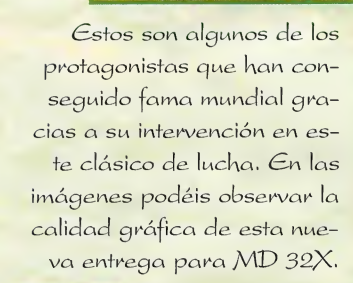 Estos son algunos de los
protagonistas que han con-
seguido fama mundial gra-
cias a su intervención en es-
te clásico de lucha. En las
imágenes podéis observar la
calidad gráfica de esta nue-
va entrega para MD 32X.